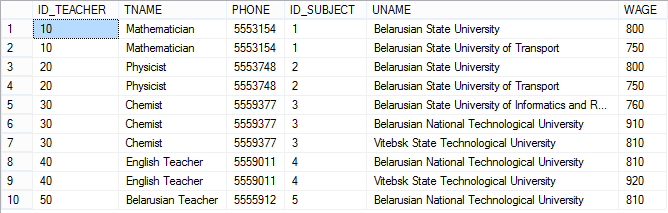 ID_TEACHER TNAME PHONE ID_SUBJECT UNAME WAGE
1 10 Mathematician 5553154 1 Belarusian State University 800
2 10 Mathematician 5553154 1 Belarusian State University of Transport 750
3 20 Physicist 5553748 2 Belarusian State University 800
4 20 Physicist 5553748 2 Belarusian State University of Transport 750
5 30 Chemist 5559377 3 Belarusian State University of Informatics and R... 760
6 30 Chemist 5559377 3 Belarusian National Technological University 910
7 30 Chemist 5559377 3 Vitebsk State Technological University 810
8 40 English Teacher 5559011 4 Belarusian National Technological University 810
9 40 English Teacher 5559011 4 Vitebsk State Technological University 920
10 50 Belarusian Teacher 5555912 5 Belarusian National Technological University 810